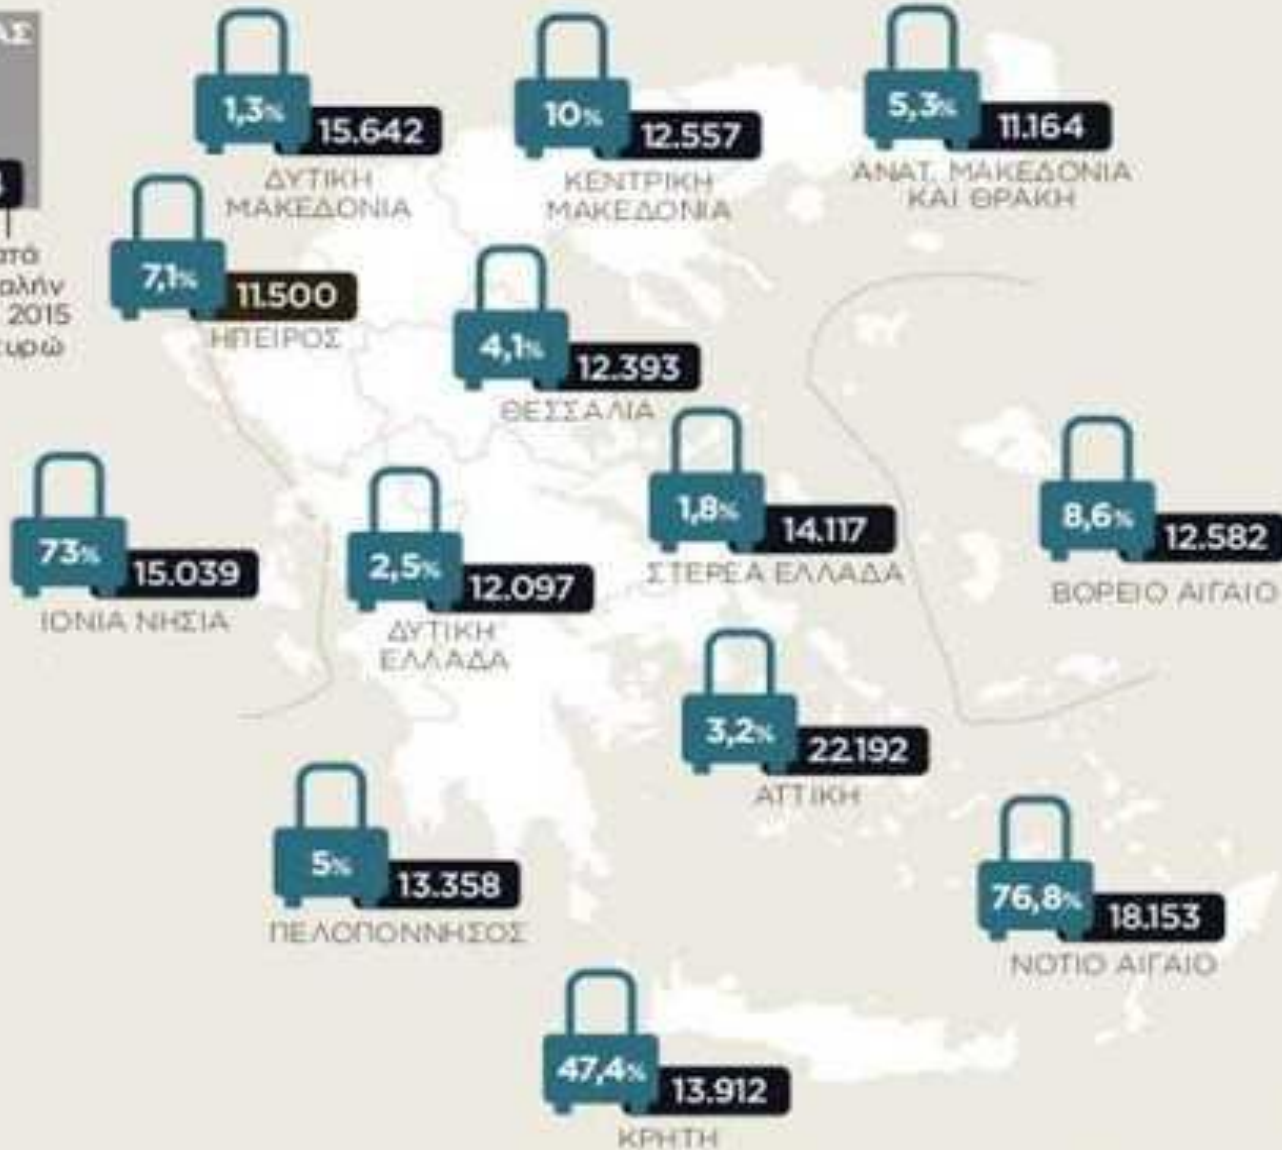 1,3%
15.642
ΔΥΤΙΚΗ
ΜΑΚΕΔΟΝΙΑ
10%
12.557
ΚΕΝΤΡΙΚΗ
ΜΑΚΕΔΟΝΙΑ
5,3%
11.164
ΑΝΑΤ. ΜΑΚΕΔΟΝΙΑ
ΚΑΙ ΘΡΑΚΗ
7,1%
11.500
ΗΠΕΙΡΟΣ
2015
4,1%
12.393
ΘΕΣΣΑΛΙΑ
73%
15.039
ΙΟΝΙΑ ΝΗΣΙΑ
2,5%
12.097
ΔΥΤΙΚΗ
ΕΛΛΑΔΑ
1,8%
14.117
ΣΤΕΡΕΑ ΕΛΛΑΔΑ
8,6%
12.582
ΒΟΡΕΙΟ ΑΙΓΑΙΟ
3,2%
22.192
ΑΤΤΙΚΗ
5%
13.358
ΠΕΛΟΠΟΝΝΗΣΟΣ
76,8%
18.153
ΝΟΤΙΟ ΑΙΓΑΙΟ
47,4%
13.912
ΚΡΗΤΗ